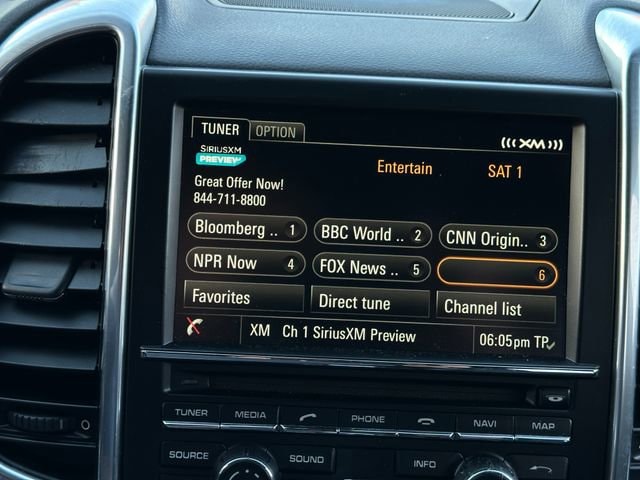 TUNER OPTION
(((XM)))
SIRIUSXM
PREVIEW
Entertain SAT 1
Great Offer Now!
844-711-8800
Bloomberg .. 1 BBC World .. 2 CNN Origin.. 3
NPR Now 4 FOX News .. 5 6
Favorites Direct tune Channel list
XM Ch 1 SiriusXM Preview 06:05pm TP
TUNER MEDIA PHONE NAVI MAP
SOURCE SOUND INFO
0